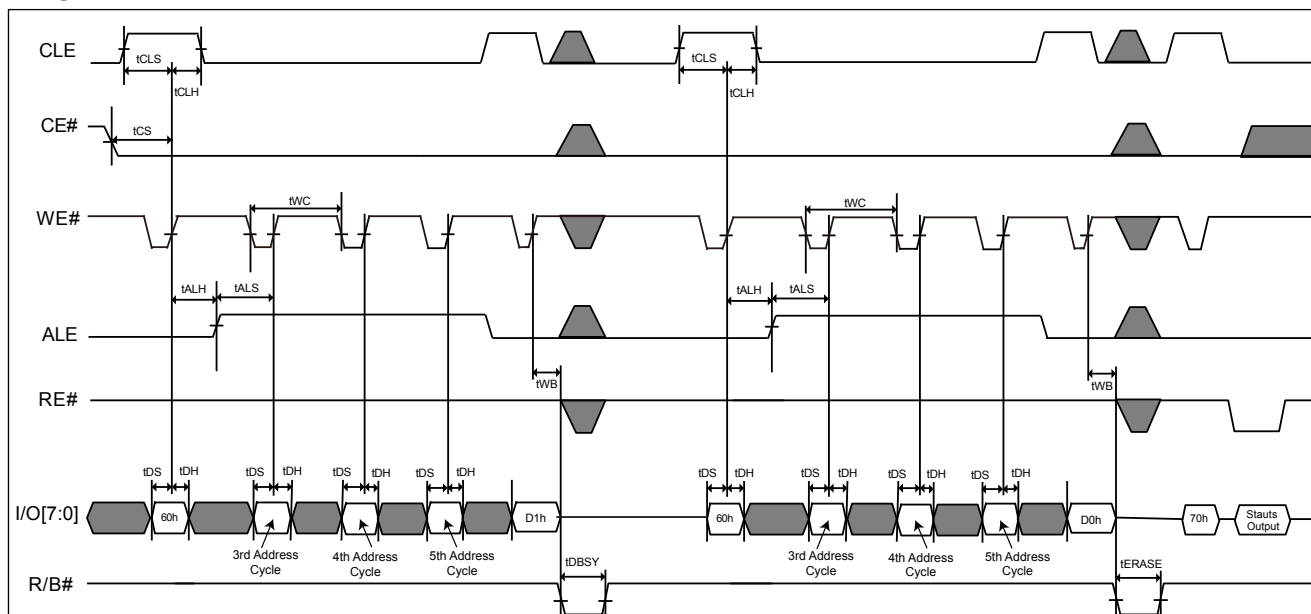 CLE
tCLS
tCLH
tCLS
tCLH
CE#
tCS
WE#
tWC
tWC
ALE
tALH
tALS
tALH
tALS
tWB
tWB
RE#
tDS
tDH
tDS
tDH
tDS
tDH
tDS
tDH
tDS
tDH
tDS
tDH
tDS
tDH
tDS
tDH
I/O[7:0]
60h
D1h
60h
D0h
70h
Stauts
Output
3rd Address
Cycle
4th Address
Cycle
5th Address
Cycle
3rd Address
Cycle
4th Address
Cycle
5th Address
Cycle
tDBSY
tERASE
R/B#